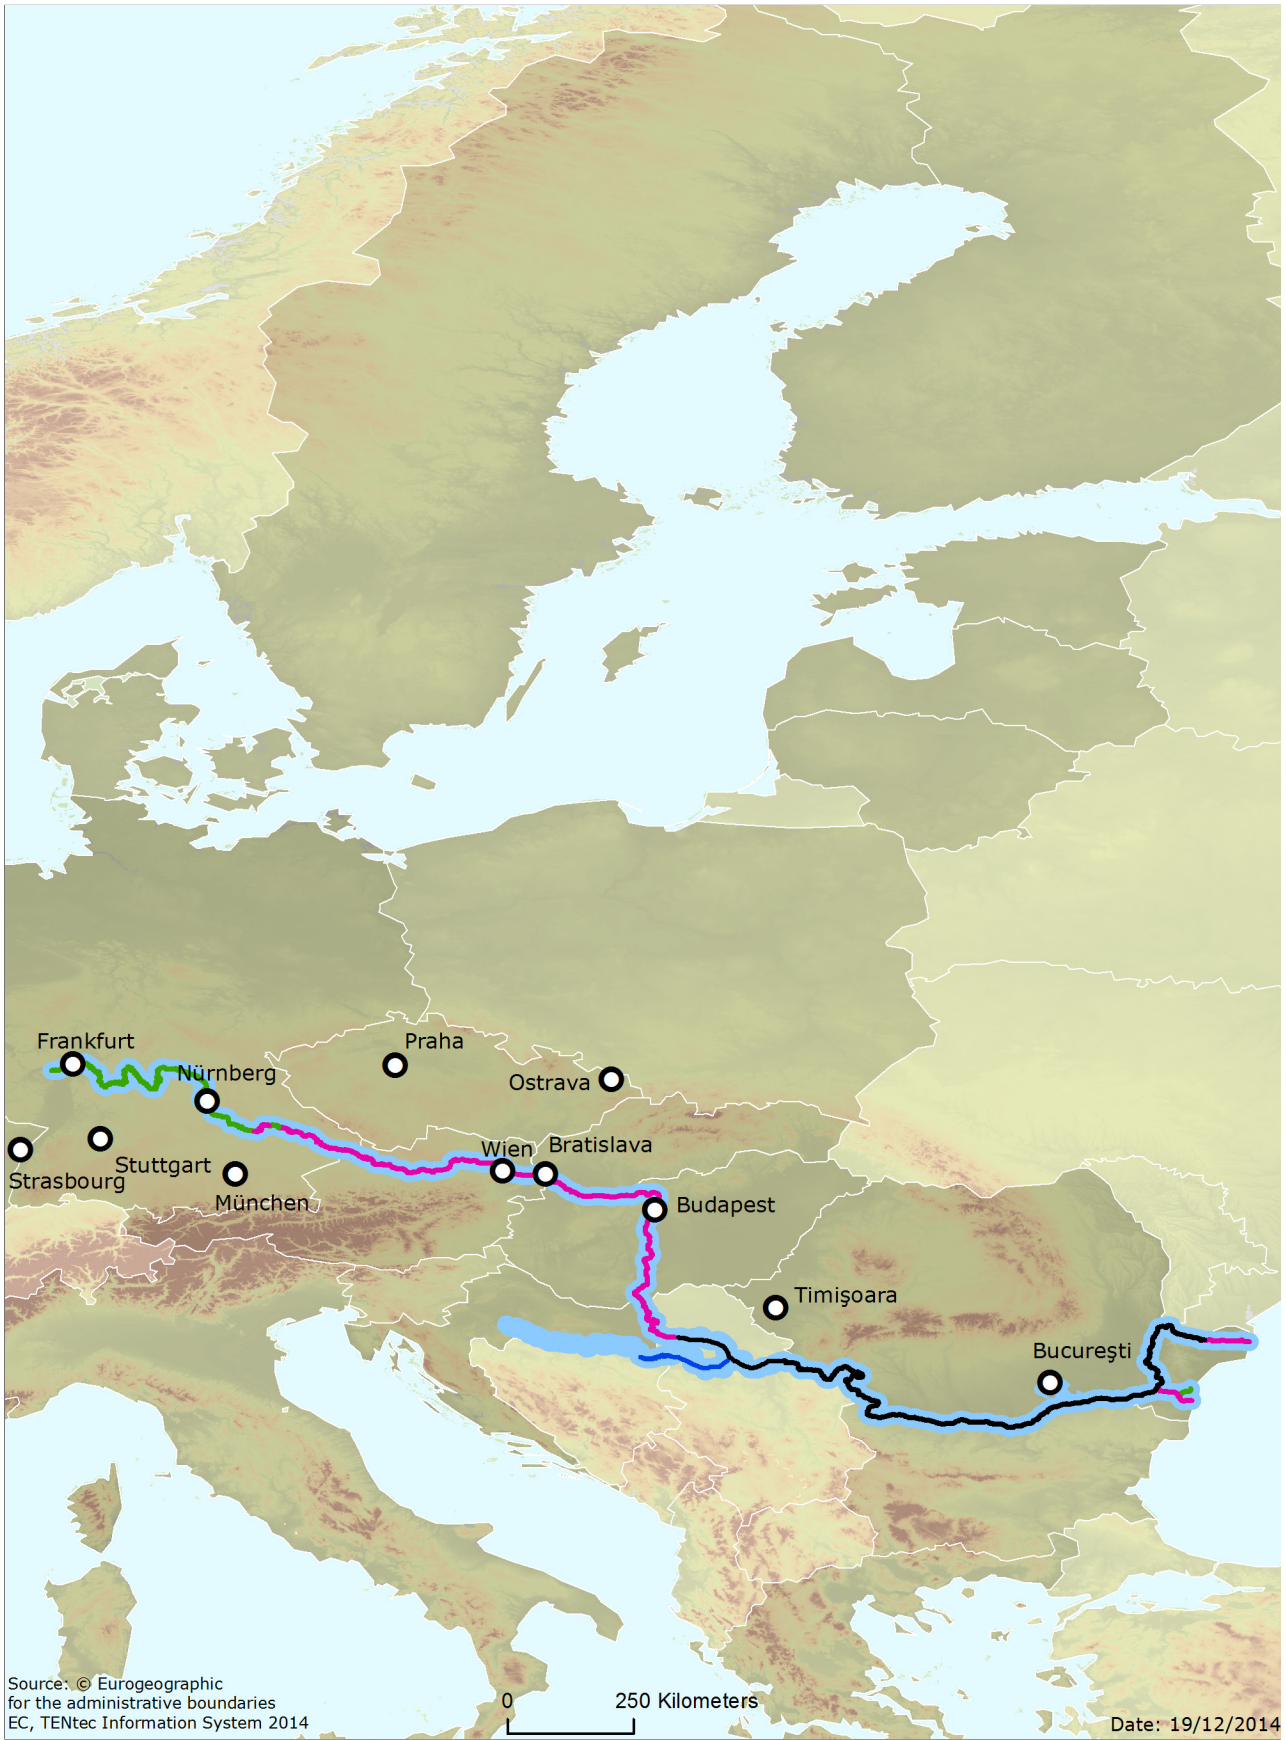 Frankfurt
Praha
Nürnberg
Ostrava
Wien
Bratislava
Stuttgart
Strasbourg
München
Budapest
Timişoara
Bucureşti
Source: © Eurogeographic
for the administrative boundaries
EC, TENtec Information System 2014
0
250 Kilometers
Date: 19/12/2014